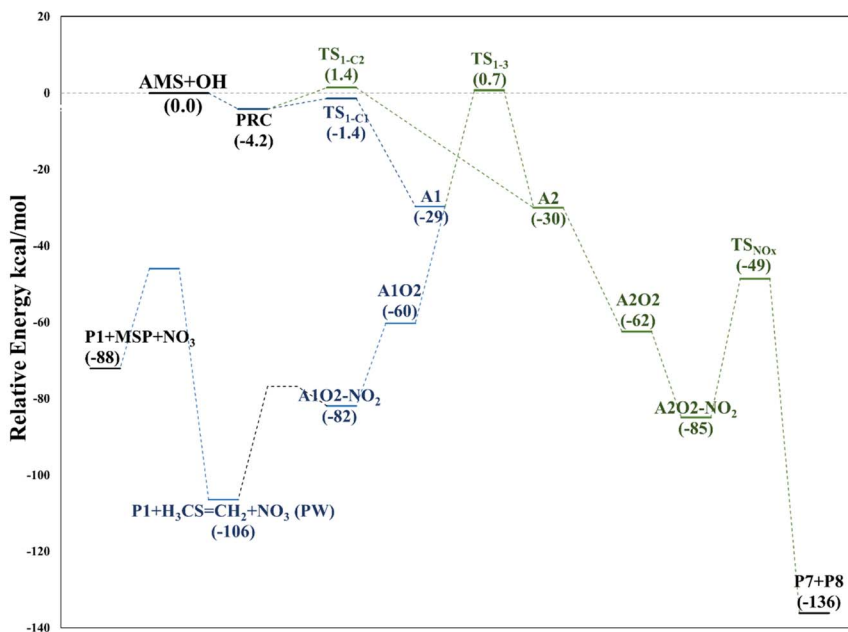 20
0
-20
-40
-60
-80
-100
-120
-140
Relative Energy kcal/mol
AMS+OH
(0.0)
PRC
(-4.2)
TS1-C2
(1.4)
TS1-C1
(-1.4)
TS1-3
(0.7)
A1
(-29)
A2
(-30)
TSNOx
(-49)
A1O2
(-60)
A2O2
(-62)
P1+MSP+NO3
(-88)
A1O2-NO2
(-82)
A2O2-NO2
(-85)
P1+H3CS=CH2+NO3 (PW)
(-106)
P7+P8
(-136)